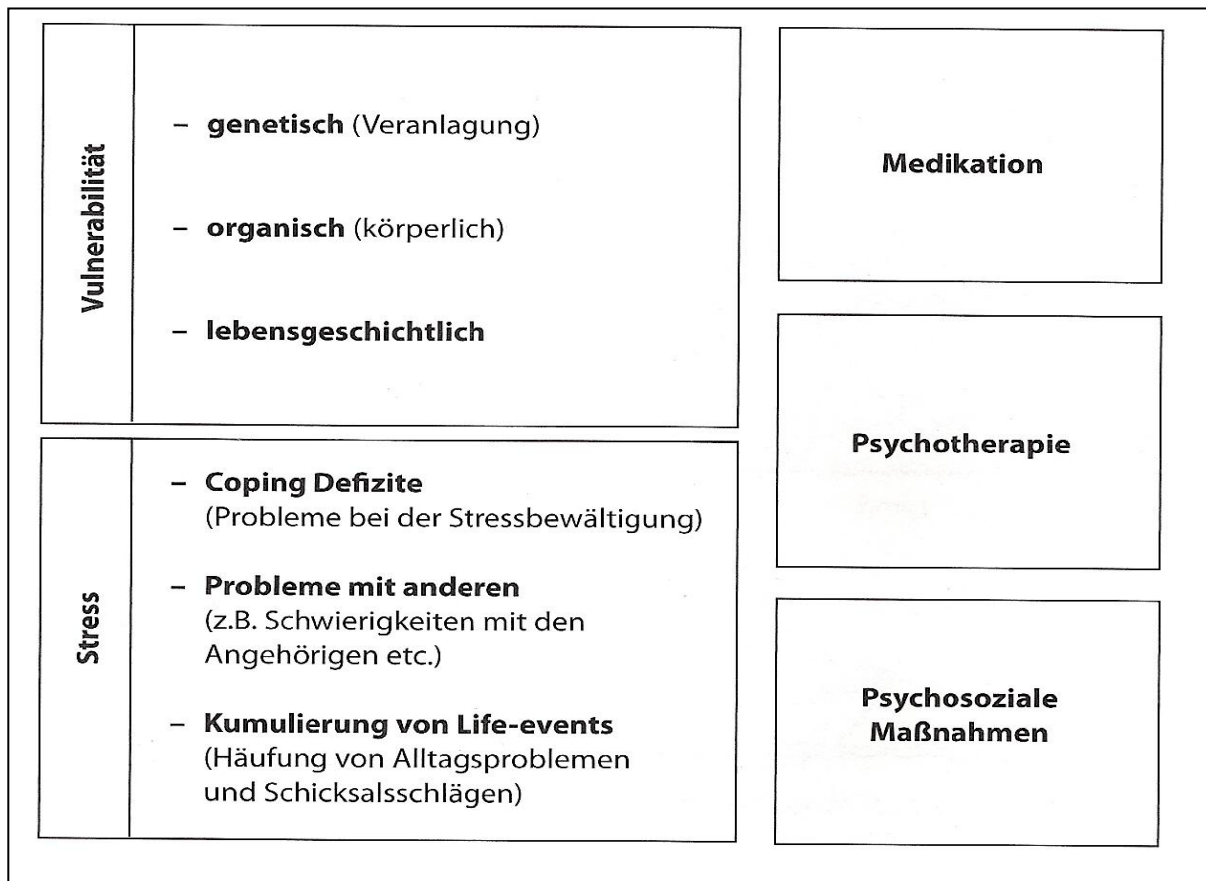 Vulnerabilität
– genetisch (Veranlagung)
– organisch (körperlich)
– lebensgeschichtlich
Stress
– Coping Defizite
(Probleme bei der Stressbewältigung)
– Probleme mit anderen
(z.B. Schwierigkeiten mit den
Angehörigen etc.)
– Kumulierung von Life-events
(Häufung von Alltagsproblemen
und Schicksalsschlägen)
Medikation
Psychotherapie
Psychosoziale
Maßnahmen